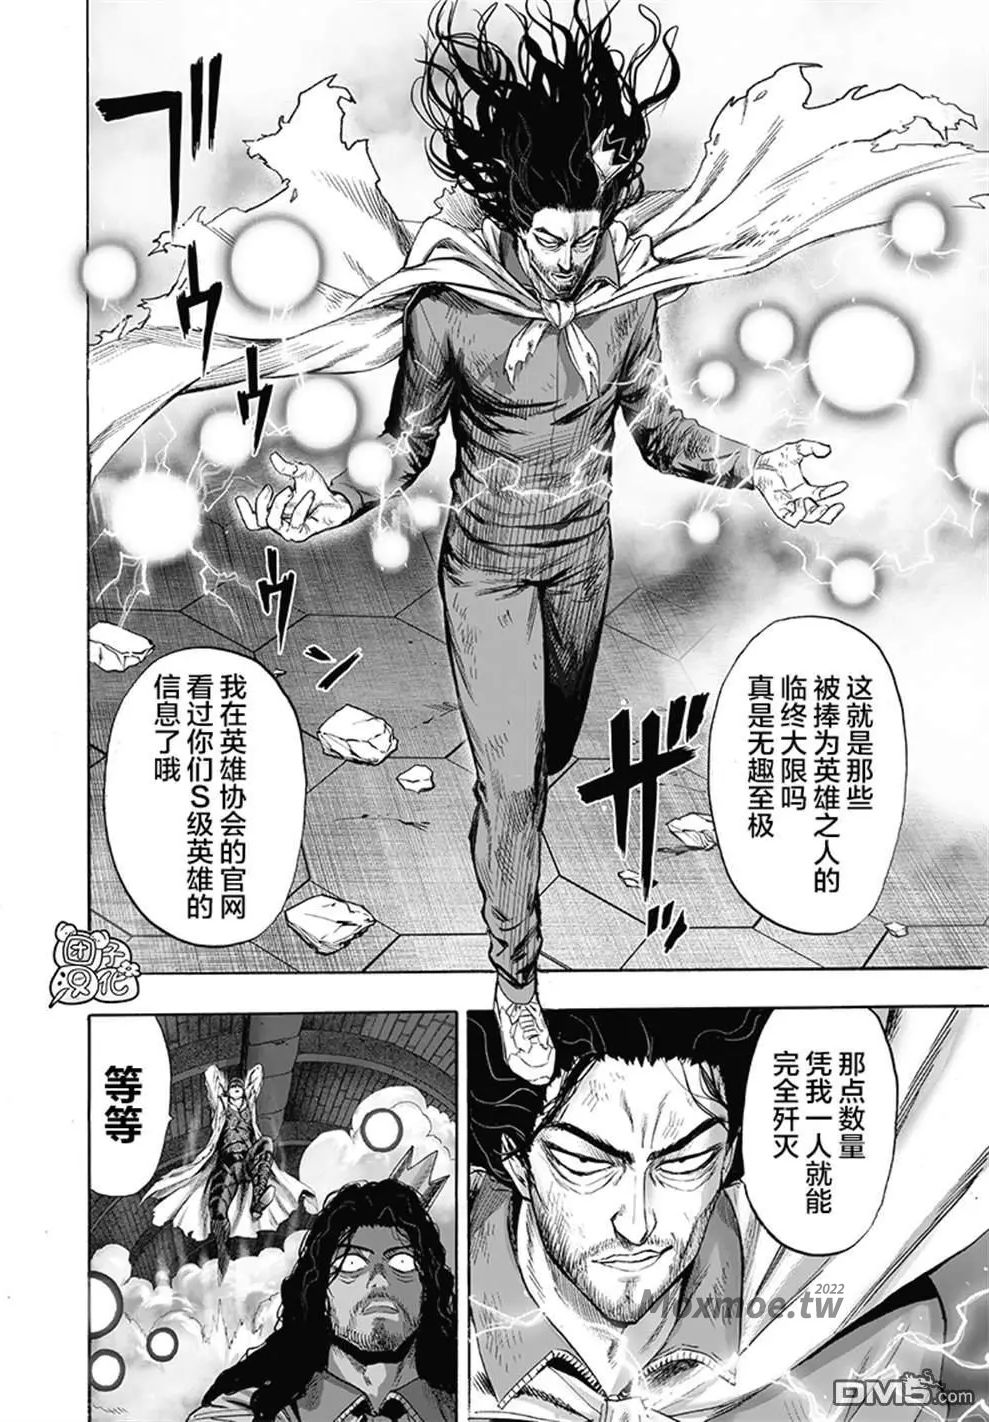 这就是那些
被捧为英雄之人的
临终大限吗
真是无趣至极
我在英雄协会的官网
看过你们S级英雄的
信息了哦
ゴ
ウ
ウ
ウ
ン
团子
汉化
那点数量
凭我一人就能
完全歼灭
等等
2022
Moxmoe.tw
DM5.com
DM5